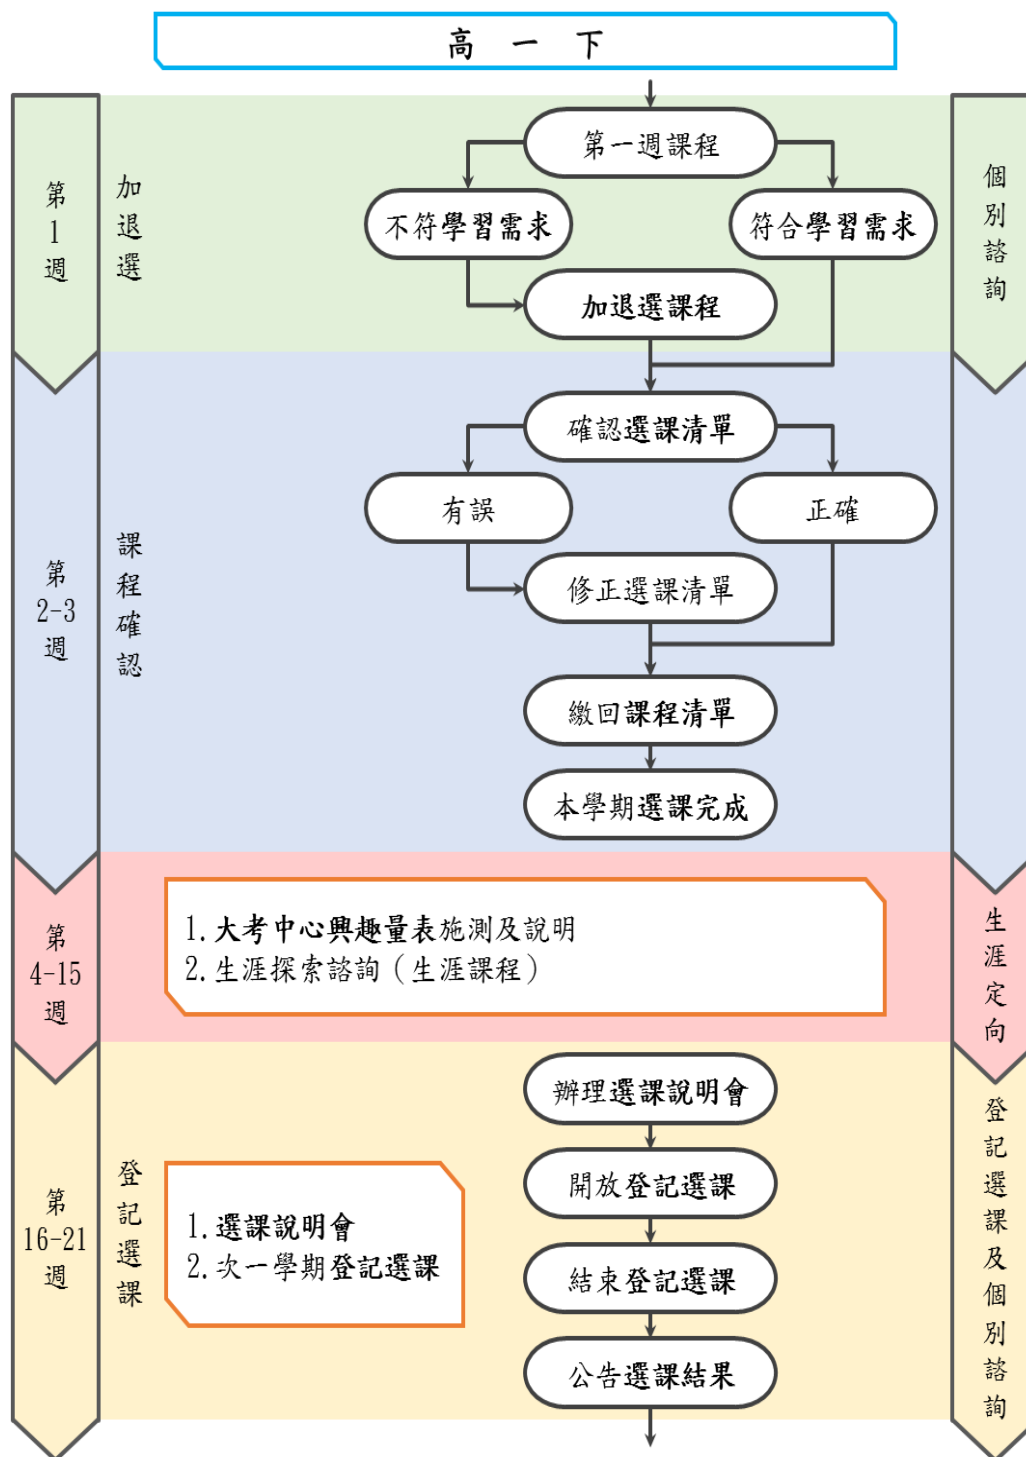 高一下
第1週
加退選
第一週課程
不符學習需求
符合學習需求
加退選課程
個別諮詢
第2-3週
課程確認
確認選課清單
有誤
正確
修正選課清單
繳回課程清單
本學期選課完成
第4-15週
1.大考中心興趣量表施測及說明
2.生涯探索諮詢（生涯課程）
生涯定向
第16-21週
登記選課
1.選課說明會
2.次一學期登記選課
辦理選課說明會
開放登記選課
結束登記選課
公告選課結果
登記選課及個別諮詢